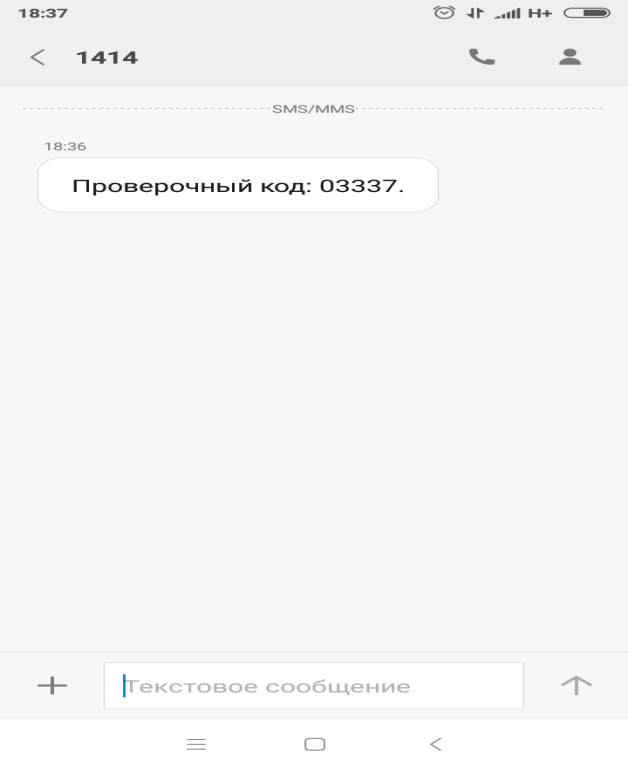 18:37 H+
1414
SMS/MMS
18:36
Проверочный код: 03337.
Текстовое сообщение